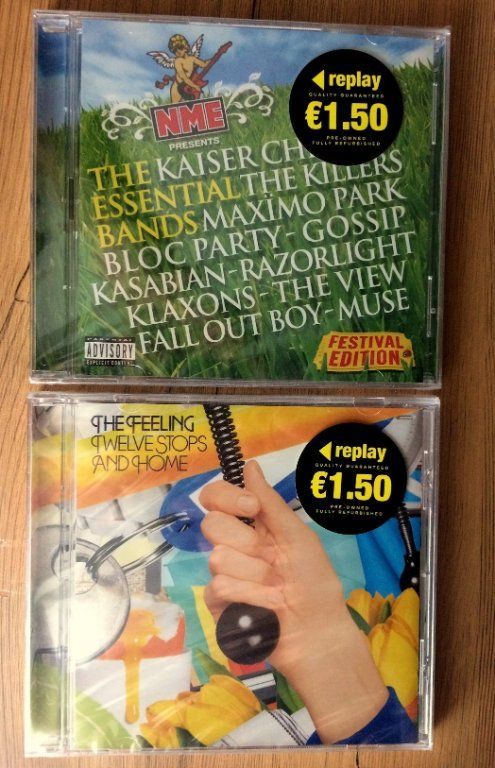 NME
PRESENTS
THE KAISER CH
ESSENTIAL THE KILLERS
BANDS MAXÏMO PARK
BLOC PARTY - GOSSIP
KASABIAN - RAZORLIGHT
KLAXONS - THE VIEW
FALL OUT BOY - MUSE
replay
QUALITY GUARANTEED
€1.50
PRE-OWNED
FULLY REFURBISHED
PARENTAL
ADVISORY
EXPLICIT CONTENT
FESTIVAL
EDITION
THE FEELING
TWELVE STOPS
AND HOME
replay
QUALITY GUARANTEED
€1.50
PRE-OWNED
FULLY REFURBISHED